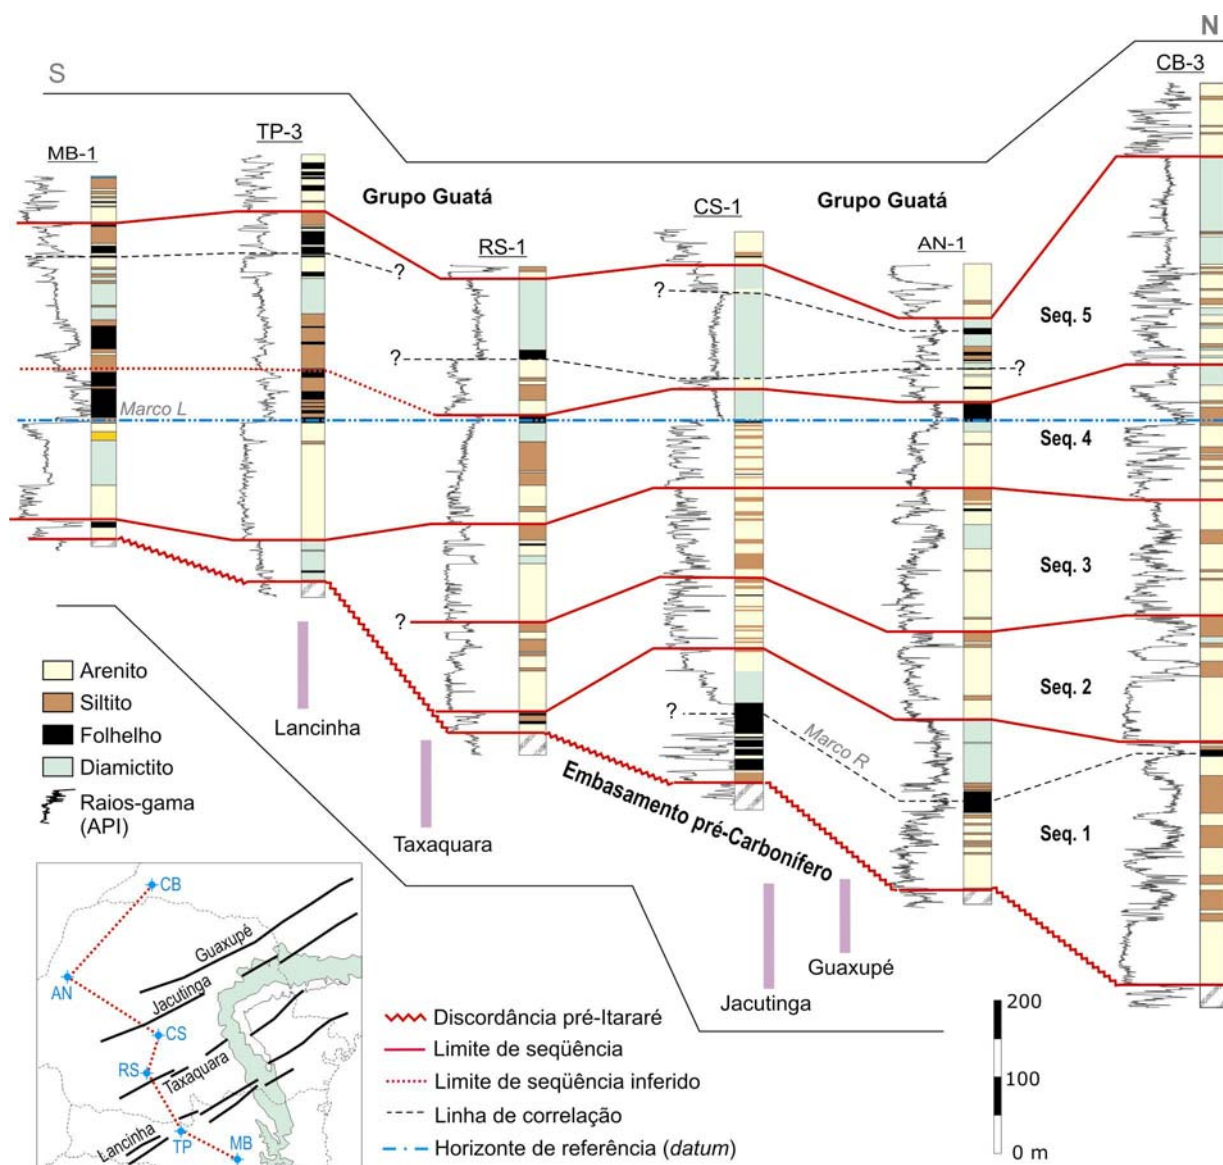 S
N
CB-3
TP-3
MB-1
Grupo Guatá
CS-1
Grupo Guatá
RS-1
AN-1
?
?
Seq. 5
?
?
Marco L
Seq. 4
Seq. 3
?
Seq. 2
?
Marco R
Seq. 1
Embasamento pré-Carbonífero
Arenito
Siltito
Folhelho
Diamictito
Raios-gama
(API)
Lancinha
Taxaquara
Jacutinga
Guaxupé
CB
Guaxupé
AN
Jacutinga
CS
RS
Taxaquara
Lancinha
TP
MB
Discordância pré-Itararé
Limite de seqüência
Limite de seqüência inferido
Linha de correlação
Horizonte de referência (datum)
200
100
0 m